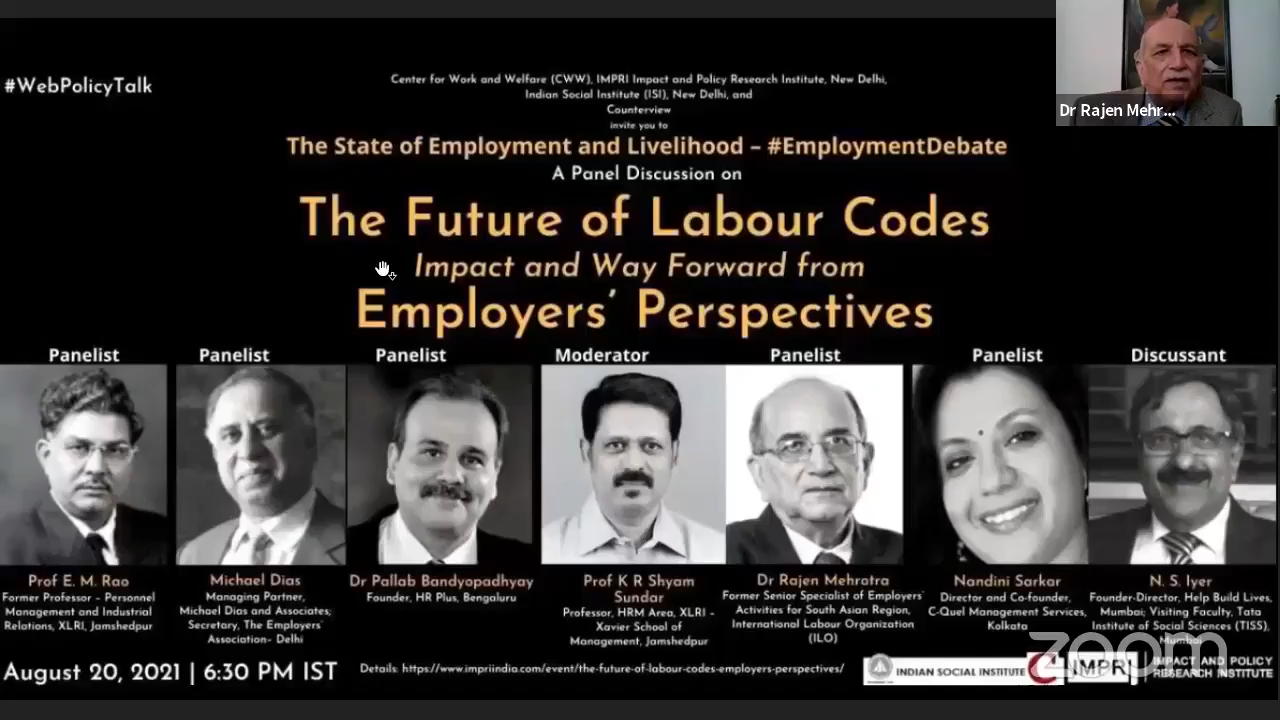 #WebPolicyTalk
Center for Work and Welfare (CWW), IMPRI Impact and Policy Research Institute, New Delhi,
Indian Social Institute (ISI), New Delhi, and
Counterview
invite you to
The State of Employment and Livelihood – #EmploymentDebate
A Panel Discussion on
The Future of Labour Codes
Impact and Way Forward from
Employers' Perspectives
Dr Rajen Mehr...
Panelist
Prof E. M. Rao
Former Professor – Personnel
Management and Industrial
Relations, XLRI, Jamshedpur
Panelist
Michael Dias
Managing Partner,
Michael Dias and Associates;
Secretary, The Employers'
Association- Delhi
Panelist
Dr Pallab Bandyopadhyay
Founder, HR Plus, Bengaluru
Moderator
Prof K R Shyam
Sundar
Professor, HRM Area, XLRI -
Xavier School of
Management, Jamshedpur
Panelist
Dr Rajen Mehratra
Former Senior Specialist of Employers'
Activities for South Asian Region,
International Labour Organization
(ILO)
Panelist
Nandini Sarkar
Director and Co-founder,
C-Quel Management Services,
Kolkata
Discussant
N. S. Iyer
Founder-Director, Help Build Lives,
Mumbai; Visiting Faculty, Tata
Institute of Social Sciences (TISS),
Mumbai
August 20, 2021 | 6:30 PM IST
Details: https://www.impriindia.com/event/the-future-of-labour-codes-employers-perspectives/
INDIAN SOCIAL INSTITUTE
IMPRI
IMPACT AND POLICY
RESEARCH INSTITUTE
zoom